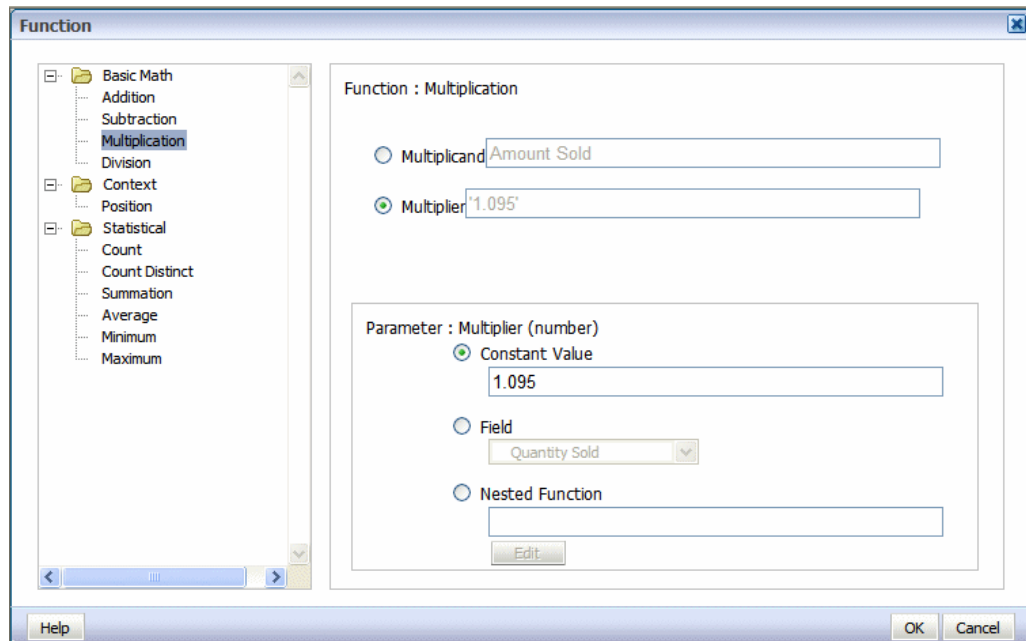 Function
Basic Math
Addition
Subtraction
Multiplication
Division
Context
Position
Statistical
Count
Count Distinct
Summation
Average
Minimum
Maximum
Function : Multiplication
Multiplicand Amount Sold
Multiplier '1.095'
Parameter : Multiplier (number)
Constant Value
1.095
Field
Quantity Sold
Nested Function
Edit
Help OK Cancel